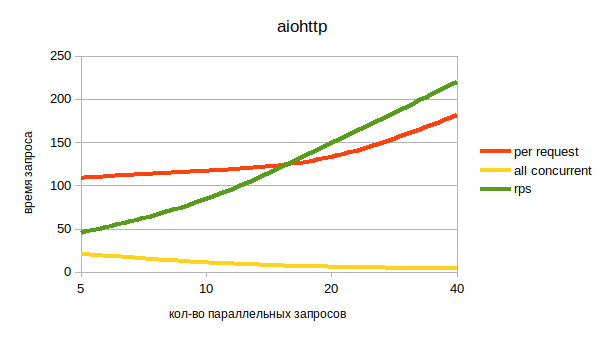 aiohttp
250
200
150
100
50
0
время запроса
5 10 20 40
кол-во параллельных запросов
per request
all concurrent
rps